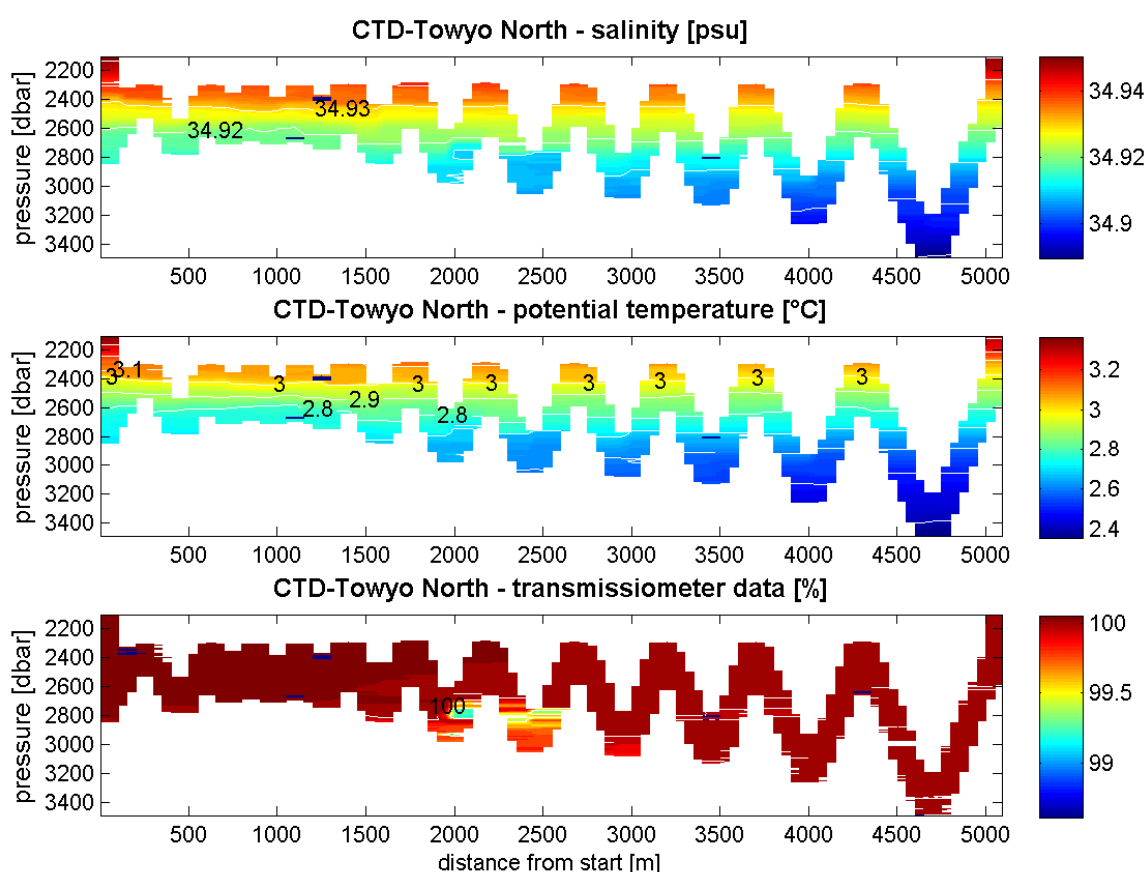 CTD-Towyo North - salinity [psu]
pressure [dbar]
2200
2400
2600
2800
3000
3200
3400
34.93
34.92
34.94
34.92
34.9
500 1000 1500 2000 2500 3000 3500 4000 4500 5000
CTD-Towyo North - potential temperature [°C]
pressure [dbar]
2200
2400
2600
2800
3000
3200
3400
3 3.1 3 3 3 3 3 3 3
2.8 2.9 2.8
3.2
3
2.8
2.6
2.4
500 1000 1500 2000 2500 3000 3500 4000 4500 5000
CTD-Towyo North - transmissiometer data [%]
pressure [dbar]
2200
2400
2600
2800
3000
3200
3400
100
100
99.5
99
500 1000 1500 2000 2500 3000 3500 4000 4500 5000
distance from start [m]